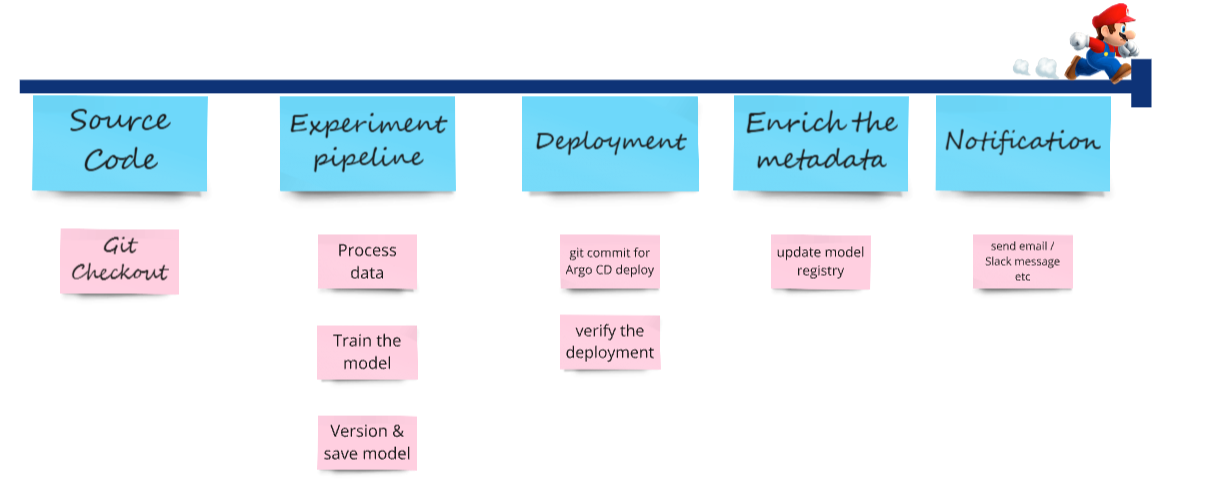 Source
Code
Experiment
pipeline
Deployment
Enrich the
metadata
Notification
Git
Checkout
Process
data
Train the
model
Version &
save model
git commit for
Argo CD deploy
verify the
deployment
update model
registry
send email /
Slack message
etc